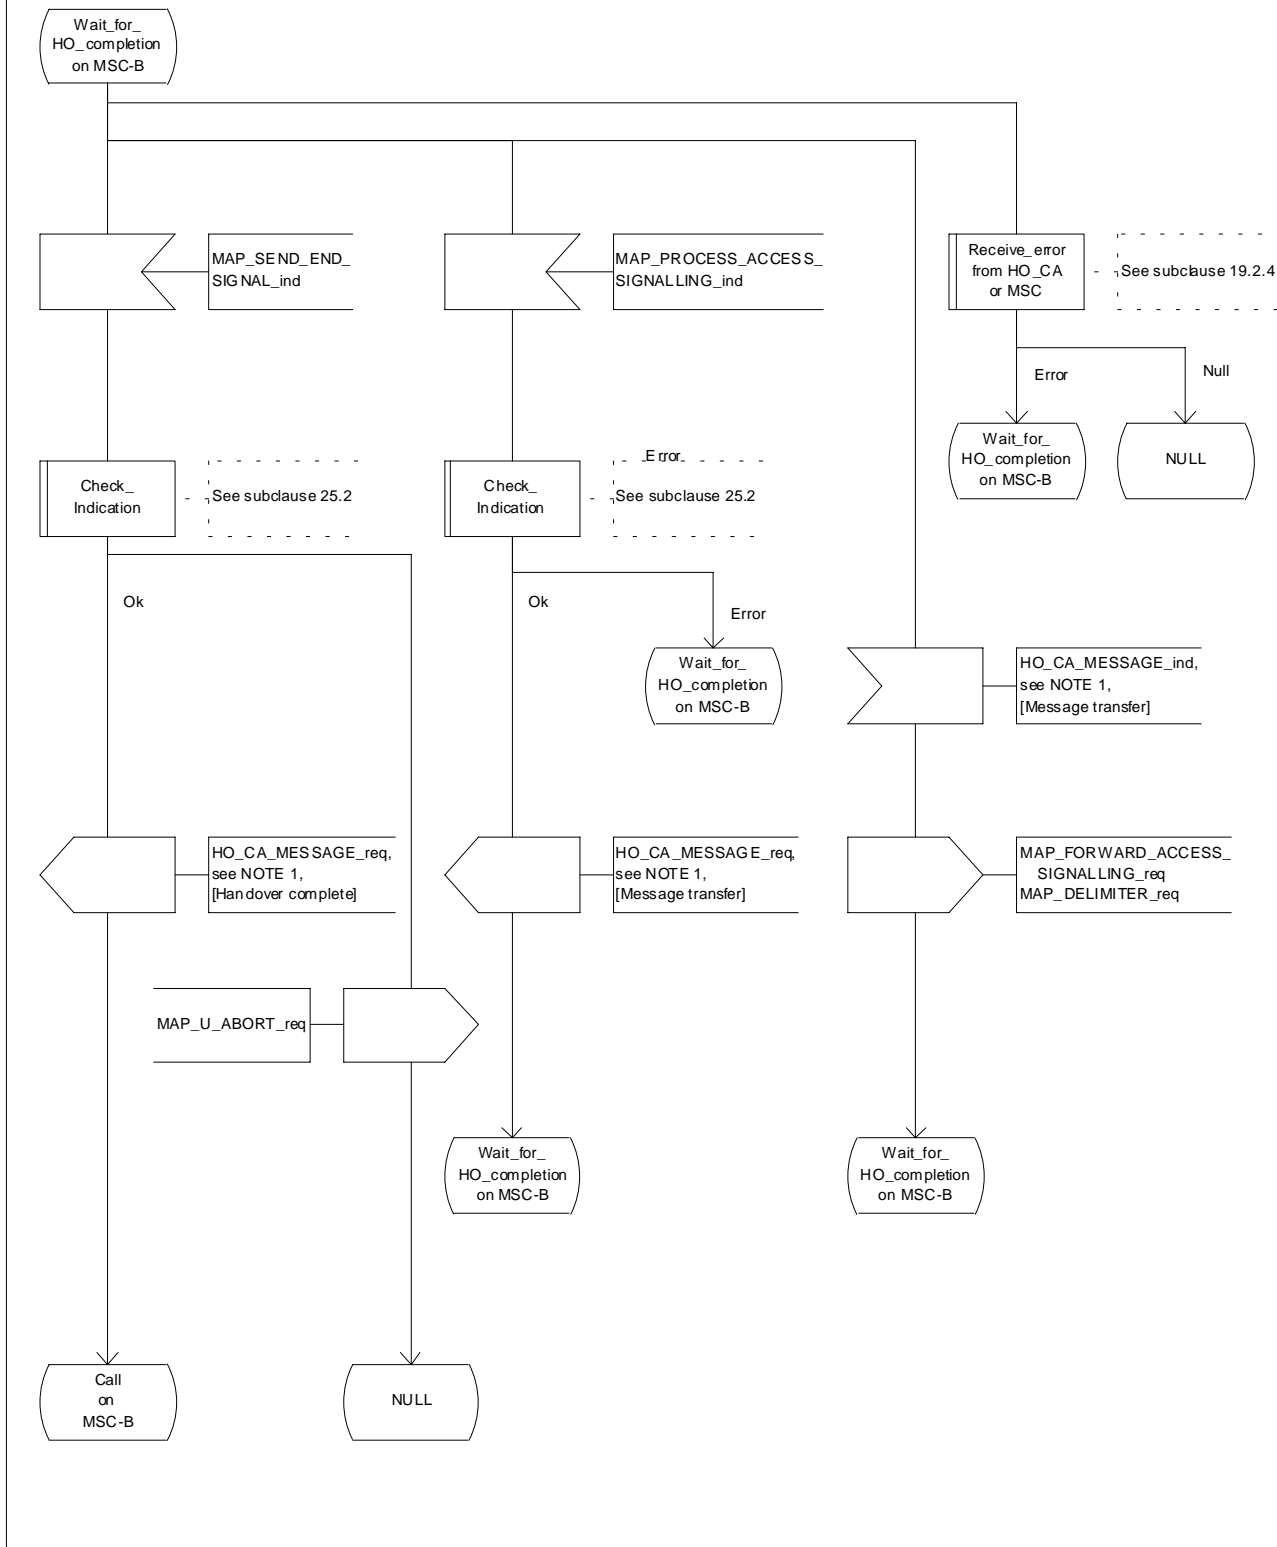 Wait_for_
HO_completion
on MSC-B
MAP_SEND_END_
SIGNAL_ind
MAP_PROCESS_ACCESS_
SIGNALLING_ind
Receive_error
from HO_CA
or MSC
See subclause 19.2.4
Error
Null
Wait_for_
HO_completion
on MSC-B
NULL
Check_
Indication
See subclause 25.2
Error
Check_
Indication
See subclause 25.2
Ok
Ok
Error
Wait_for_
HO_completion
on MSC-B
HO_CA_MESSAGE_ind,
see NOTE 1,
[Message transfer]
HO_CA_MESSAGE_req,
see NOTE 1,
[Handover complete]
HO_CA_MESSAGE_req,
see NOTE 1,
[Message transfer]
MAP_FORWARD_ACCESS_
SIGNALLING_req
MAP_DELIMITER_req
MAP_U_ABORT_req
Wait_for_
HO_completion
on MSC-B
Wait_for_
HO_completion
on MSC-B
Call
on
MSC-B
NULL